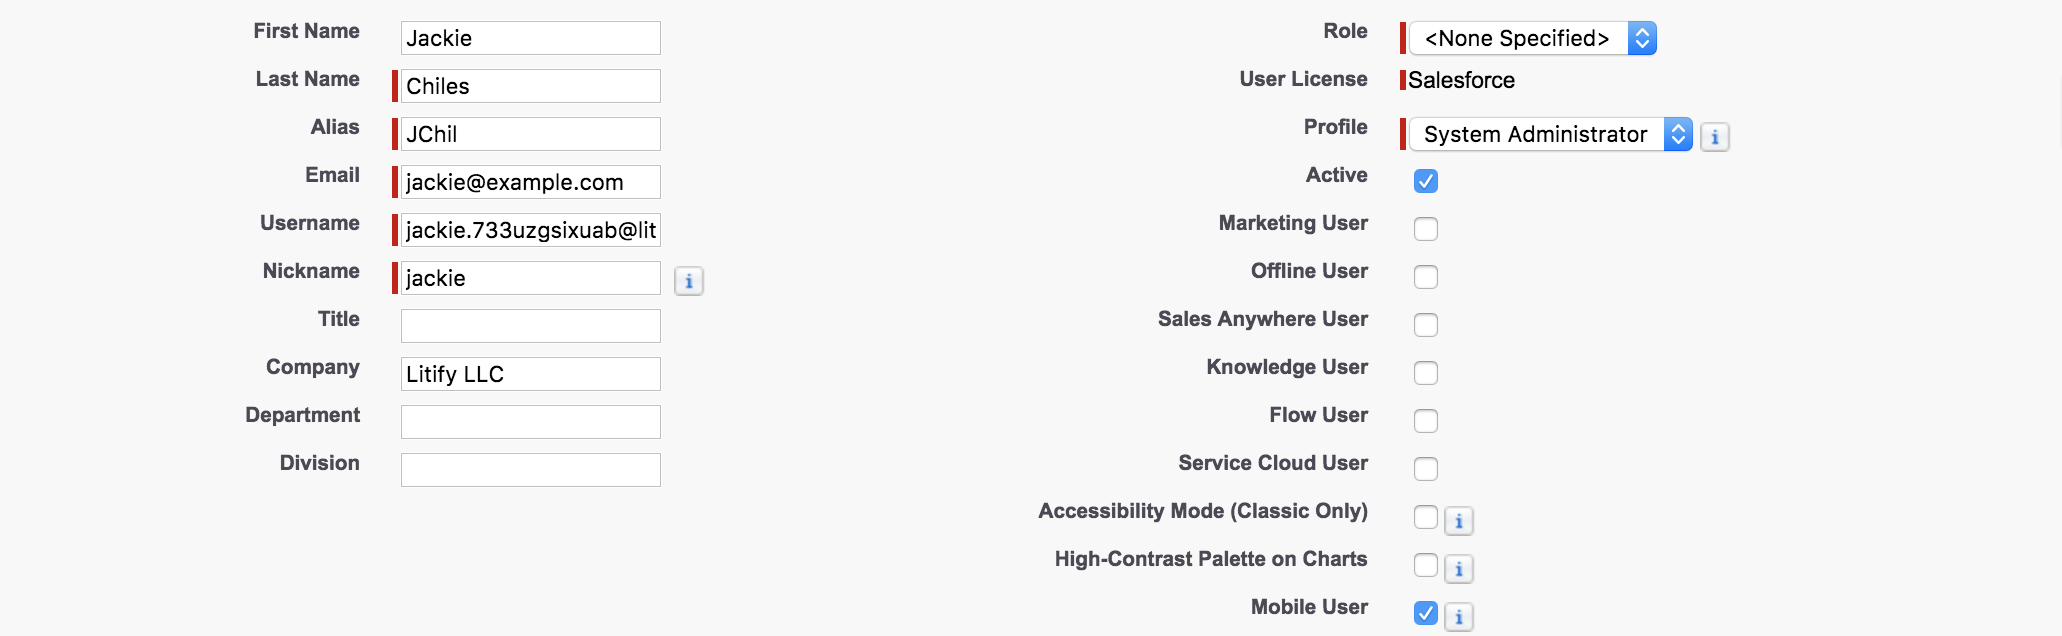 First Name Jackie
Last Name Chiles
Alias JChil
Email jackie@example.com
Username jackie.733uzgsixuab@lit
Nickname jackie i
Title
Company Litify LLC
Department
Division
Role <None Specified>
User License Salesforce
Profile System Administrator i
Active
Marketing User
Offline User
Sales Anywhere User
Knowledge User
Flow User
Service Cloud User
Accessibility Mode (Classic Only) i
High-Contrast Palette on Charts i
Mobile User i